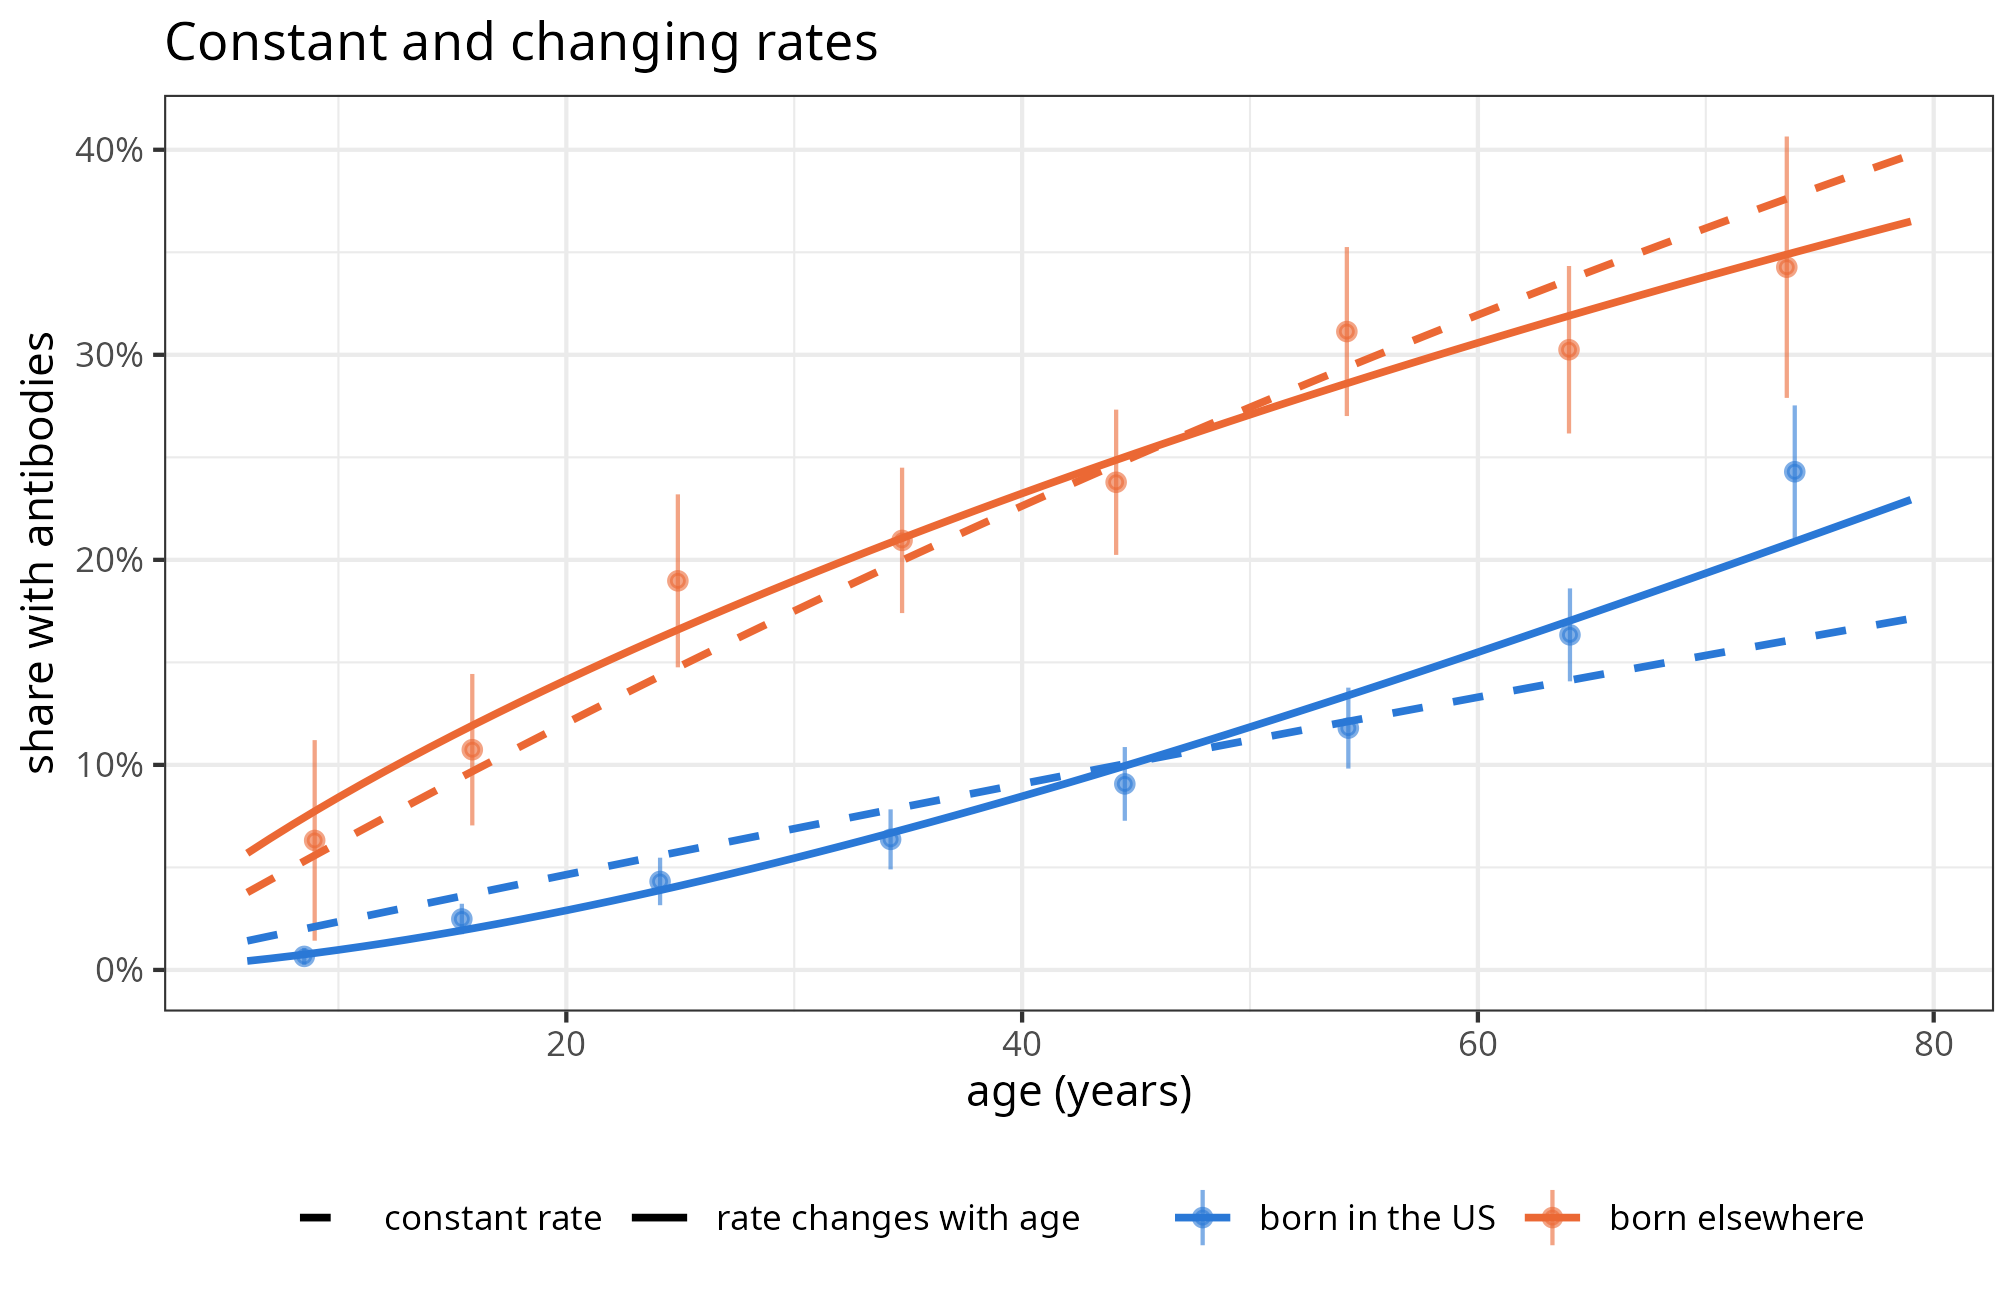 Constant and changing rates
40%
30%
20%
10%
0%
share with antibodies
20 40 60 80
age (years)
constant rate rate changes with age born in the US born elsewhere